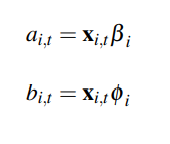 a_{i,t} = 𝐱_{i,t}β_i
b_{i,t} = 𝐱_{i,t}ϕ_i